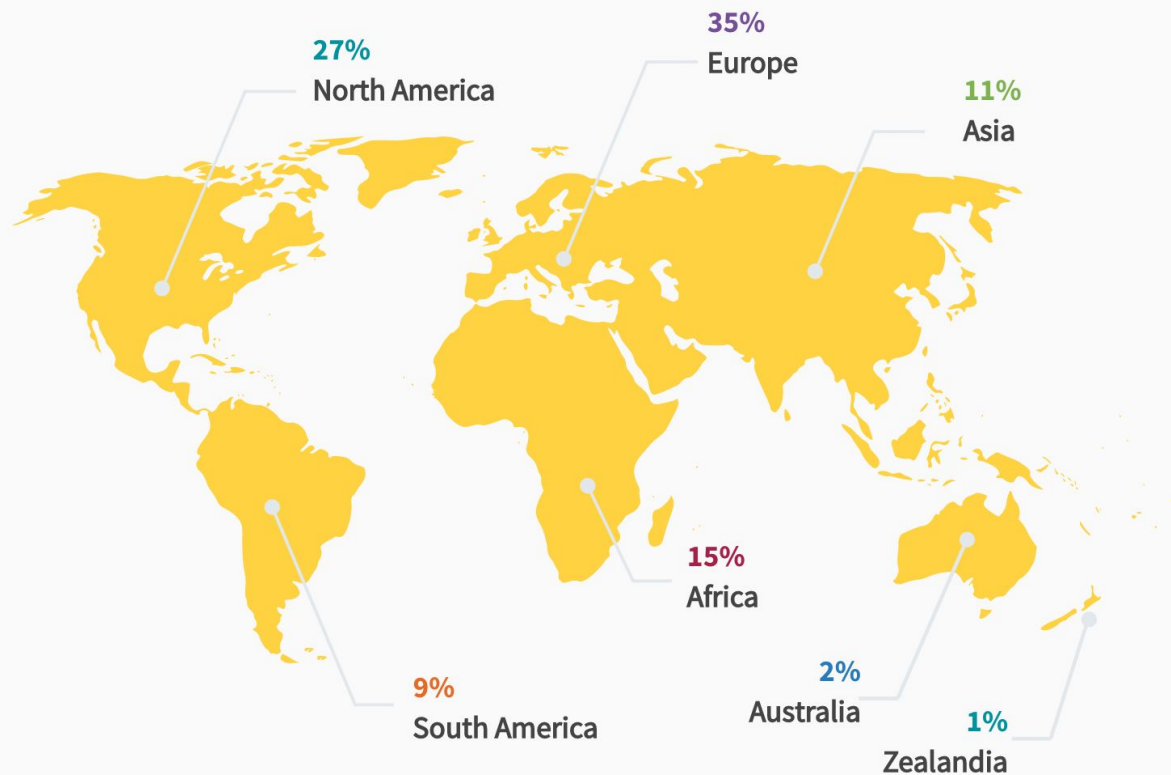 35%
Europe
27%
North America
11%
Asia
15%
Africa
2%
Australia
9%
South America
1%
Zealandia